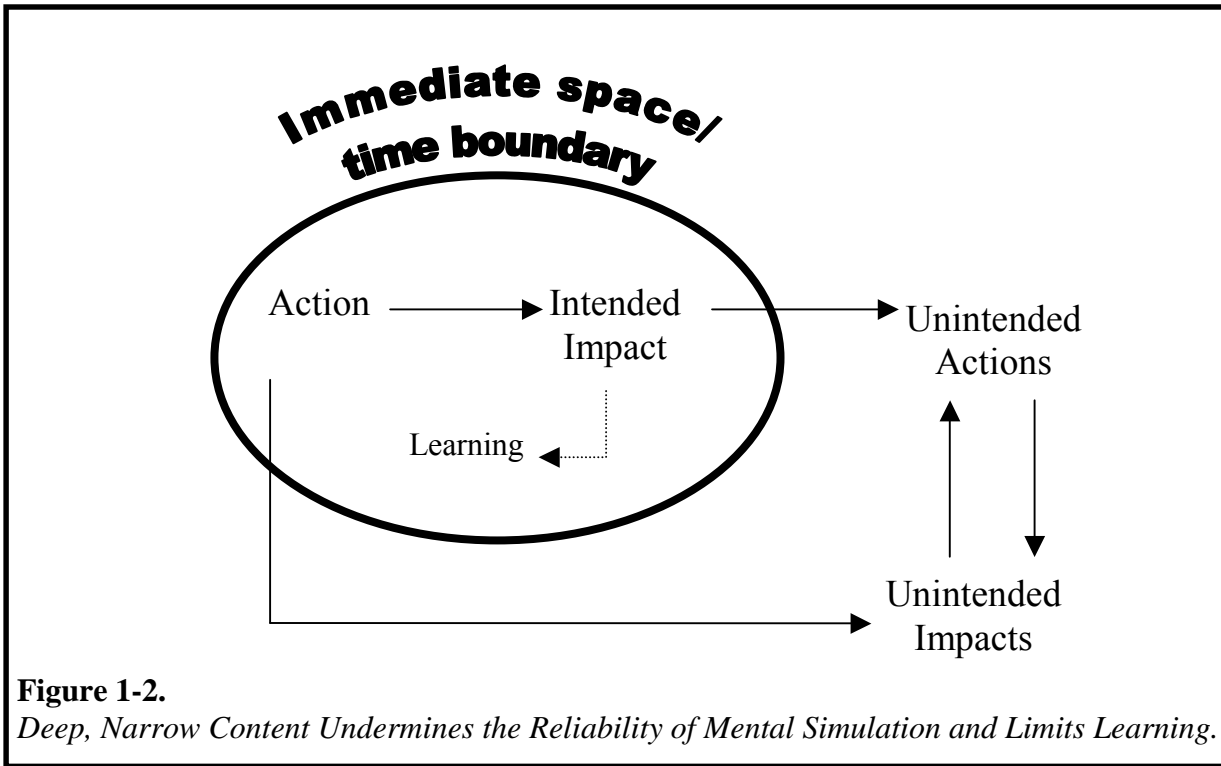 Immediate space/
time boundary
Action
Intended
Impact
Unintended
Actions
Learning
Unintended
Impacts
Figure 1-2.
Deep, Narrow Content Undermines the Reliability of Mental Simulation and Limits Learning.